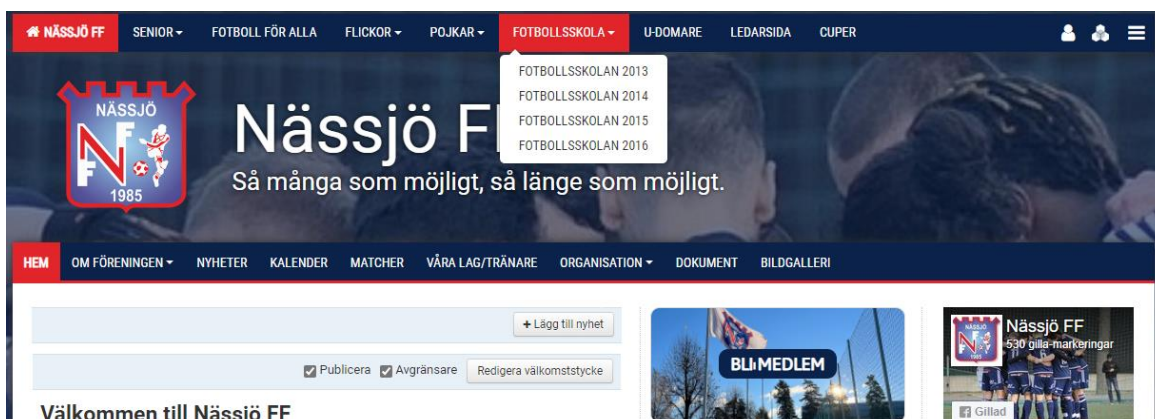 NÄSSJÖ FF SENIOR FOTBOLL FÖR ALLA FLICKOR POJKAR FOTBOLLSSKOLA U-DOMARE LEDARSIDA CUPER
FOTBOLLSSKOLAN 2013
FOTBOLLSSKOLAN 2014
FOTBOLLSSKOLAN 2015
FOTBOLLSSKOLAN 2016
NÄSSJÖ
N F F
1985
Nässjö F
Så många som möjligt, så länge som möjligt.
HEM OM FÖRENINGEN NYHETER KALENDER MATCHER VÅRA LAG/TRÄNARE ORGANISATION DOKUMENT BILDGALLERI
+ Lägg till nyhet
Publicera Avgränsare Redigera välkomststycke
Välkommen till Nässjö FF
BLI MEDLEM
NÄSSJÖ
Nässjö FF
530 gilla-markeringar
Gillad